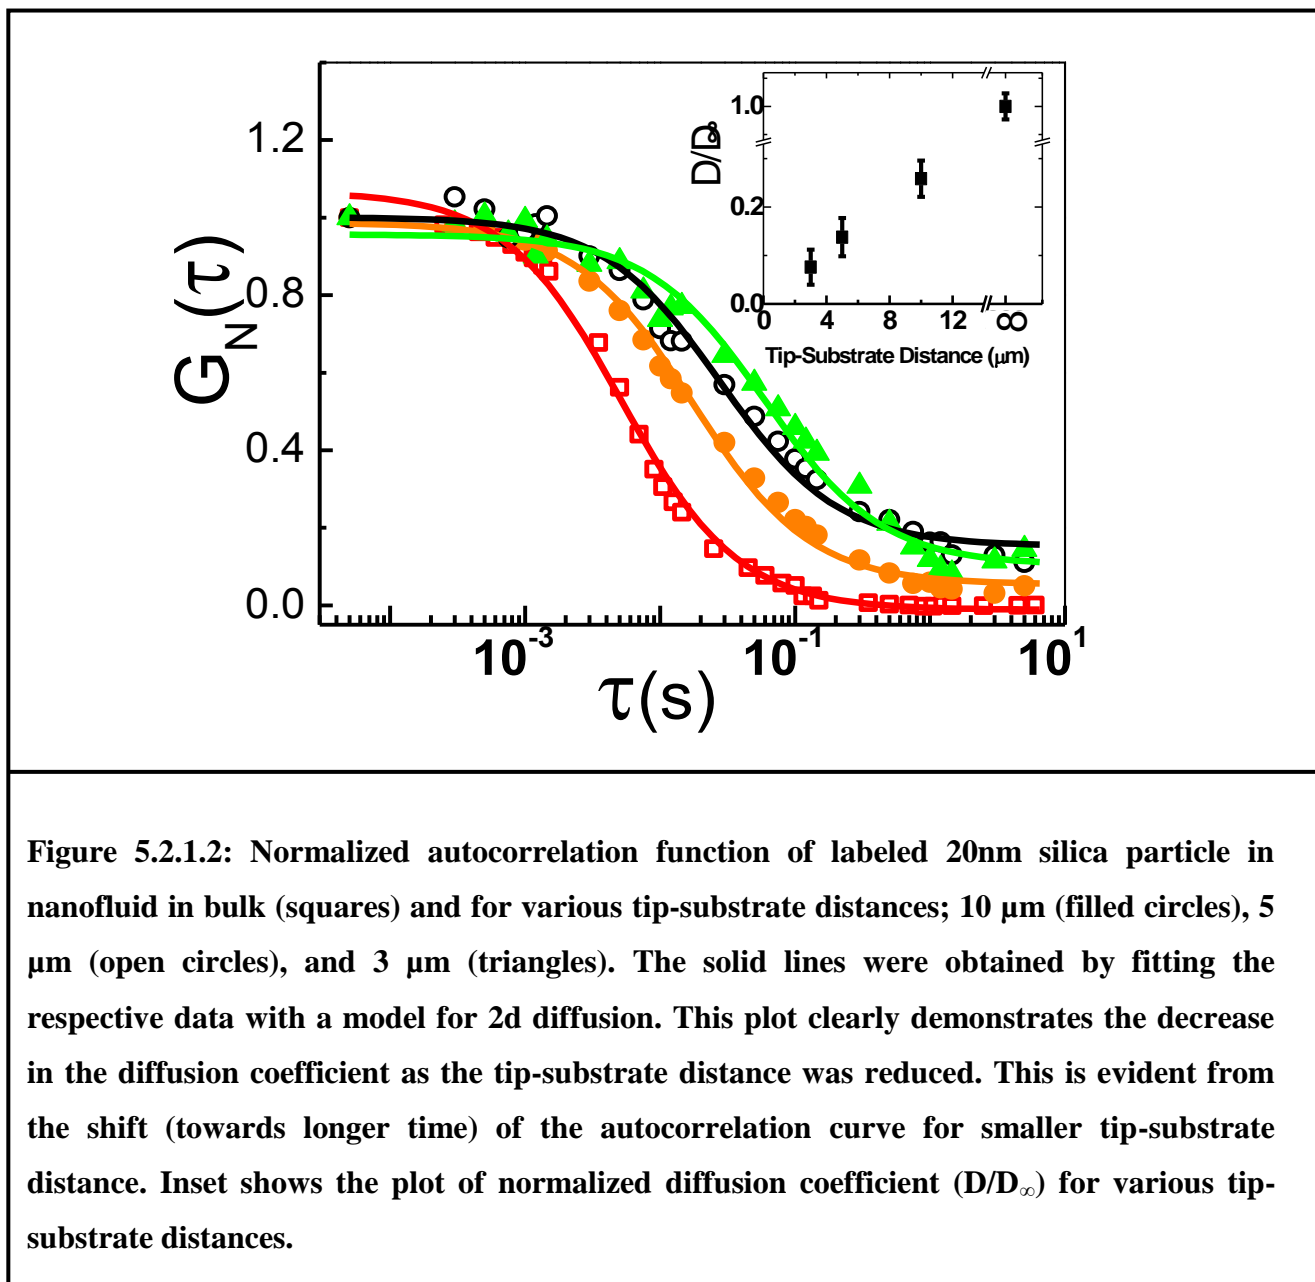 1.2
0.8
0.4
0.0
G_N(τ)
10⁻³ 10⁻¹ 10¹
τ(s)
1.0
0.2
0.0
D/D∞
0 4 8 12 ∞
Tip-Substrate Distance (μm)
Figure 5.2.1.2: Normalized autocorrelation function of labeled 20nm silica particle in
nanofluid in bulk (squares) and for various tip-substrate distances; 10 μm (filled circles), 5
μm (open circles), and 3 μm (triangles). The solid lines were obtained by fitting the
respective data with a model for 2d diffusion. This plot clearly demonstrates the decrease
in the diffusion coefficient as the tip-substrate distance was reduced. This is evident from
the shift (towards longer time) of the autocorrelation curve for smaller tip-substrate
distance. Inset shows the plot of normalized diffusion coefficient (D/D∞) for various tip-
substrate distances.